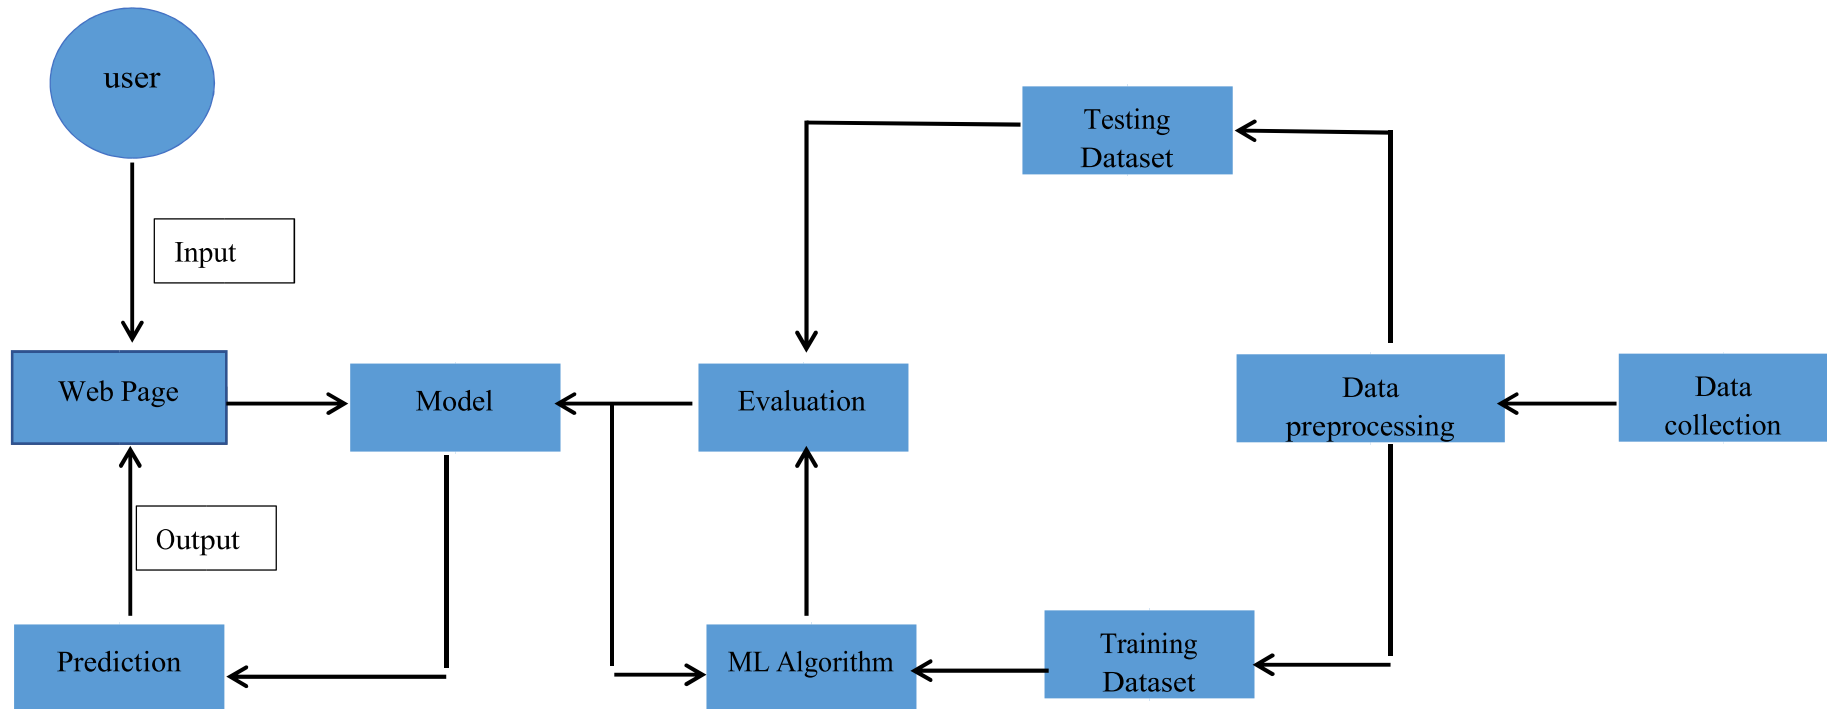 user
Testing
Dataset
Input
Web Page
Model
Evaluation
Data
preprocessing
Data
collection
Output
Prediction
ML Algorithm
Training
Dataset